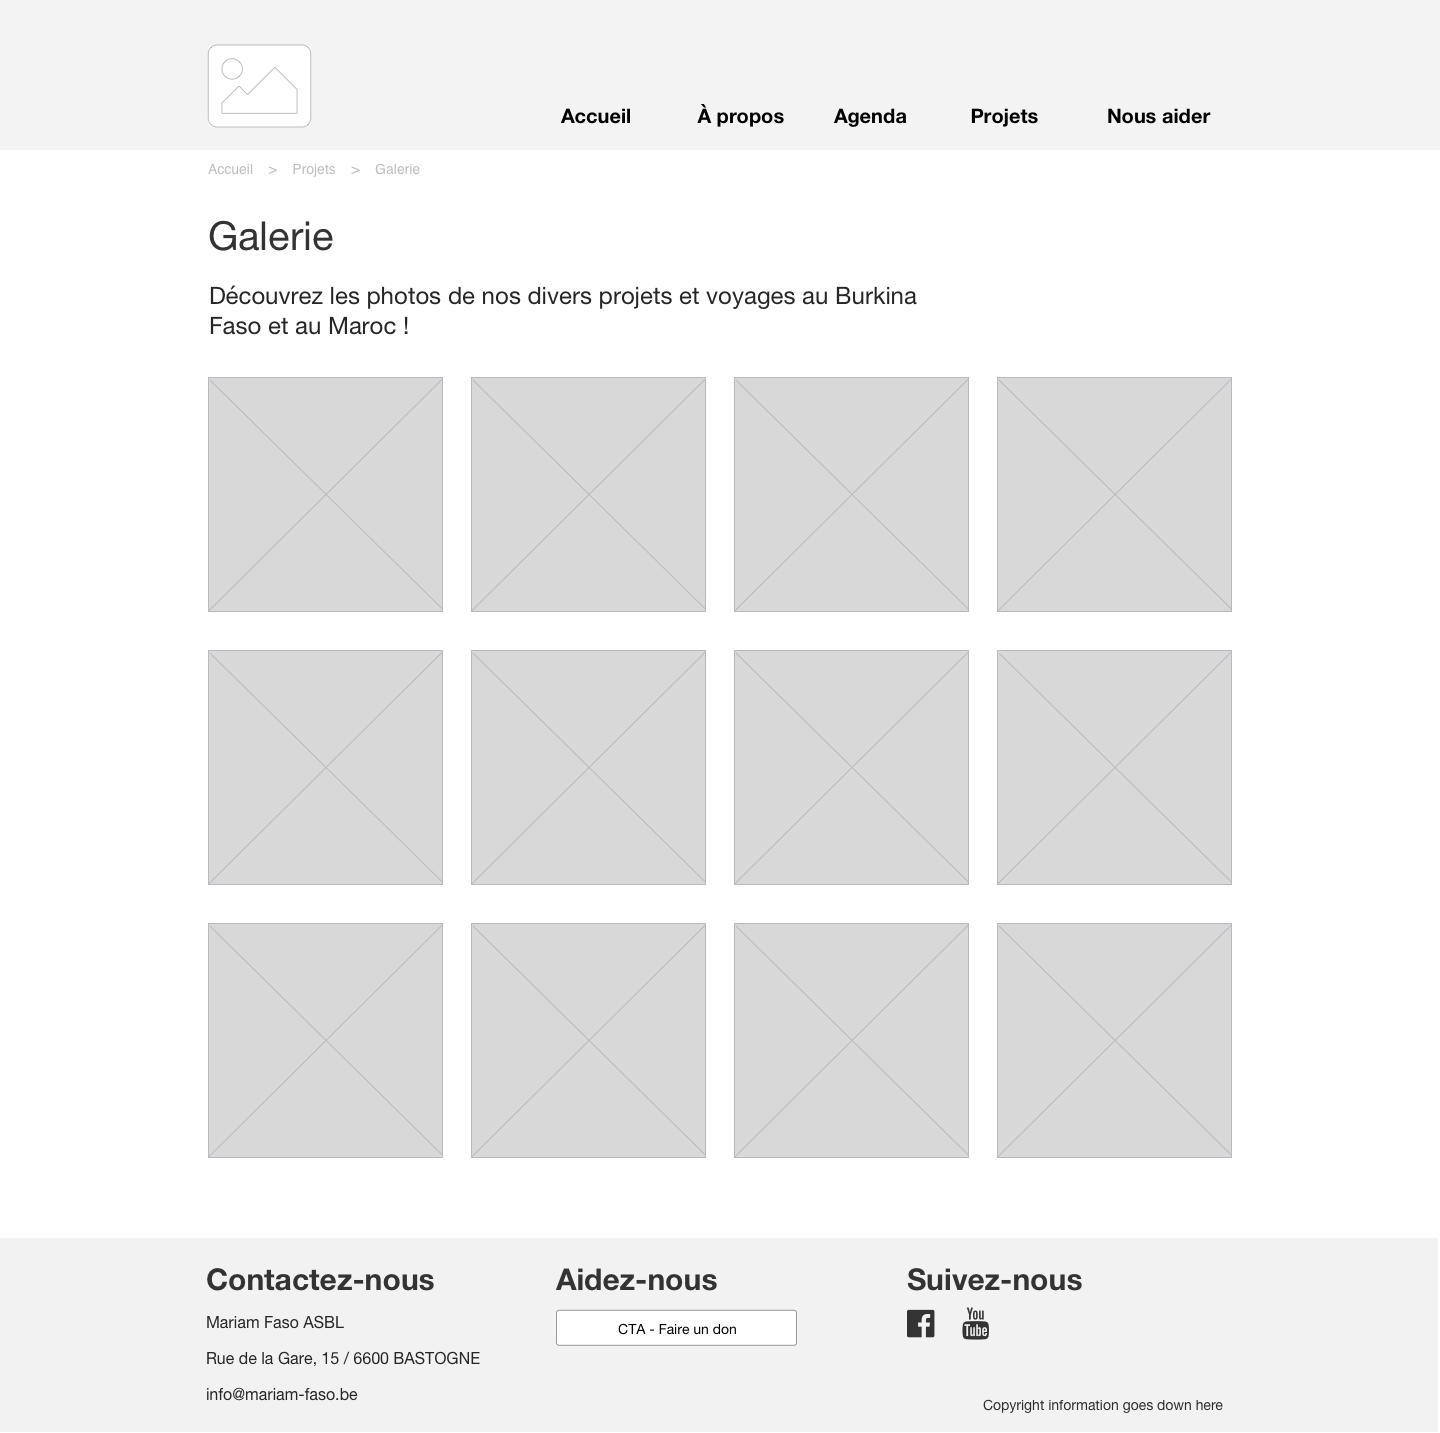 Accueil À propos Agenda Projets Nous aider
Accueil > Projets > Galerie
Galerie
Découvrez les photos de nos divers projets et voyages au Burkina
Faso et au Maroc !
Contactez-nous
Mariam Faso ASBL
Rue de la Gare, 15 / 6600 BASTOGNE
info@mariam-faso.be
Aidez-nous
CTA - Faire un don
Suivez-nous
You
Tube
Copyright information goes down here